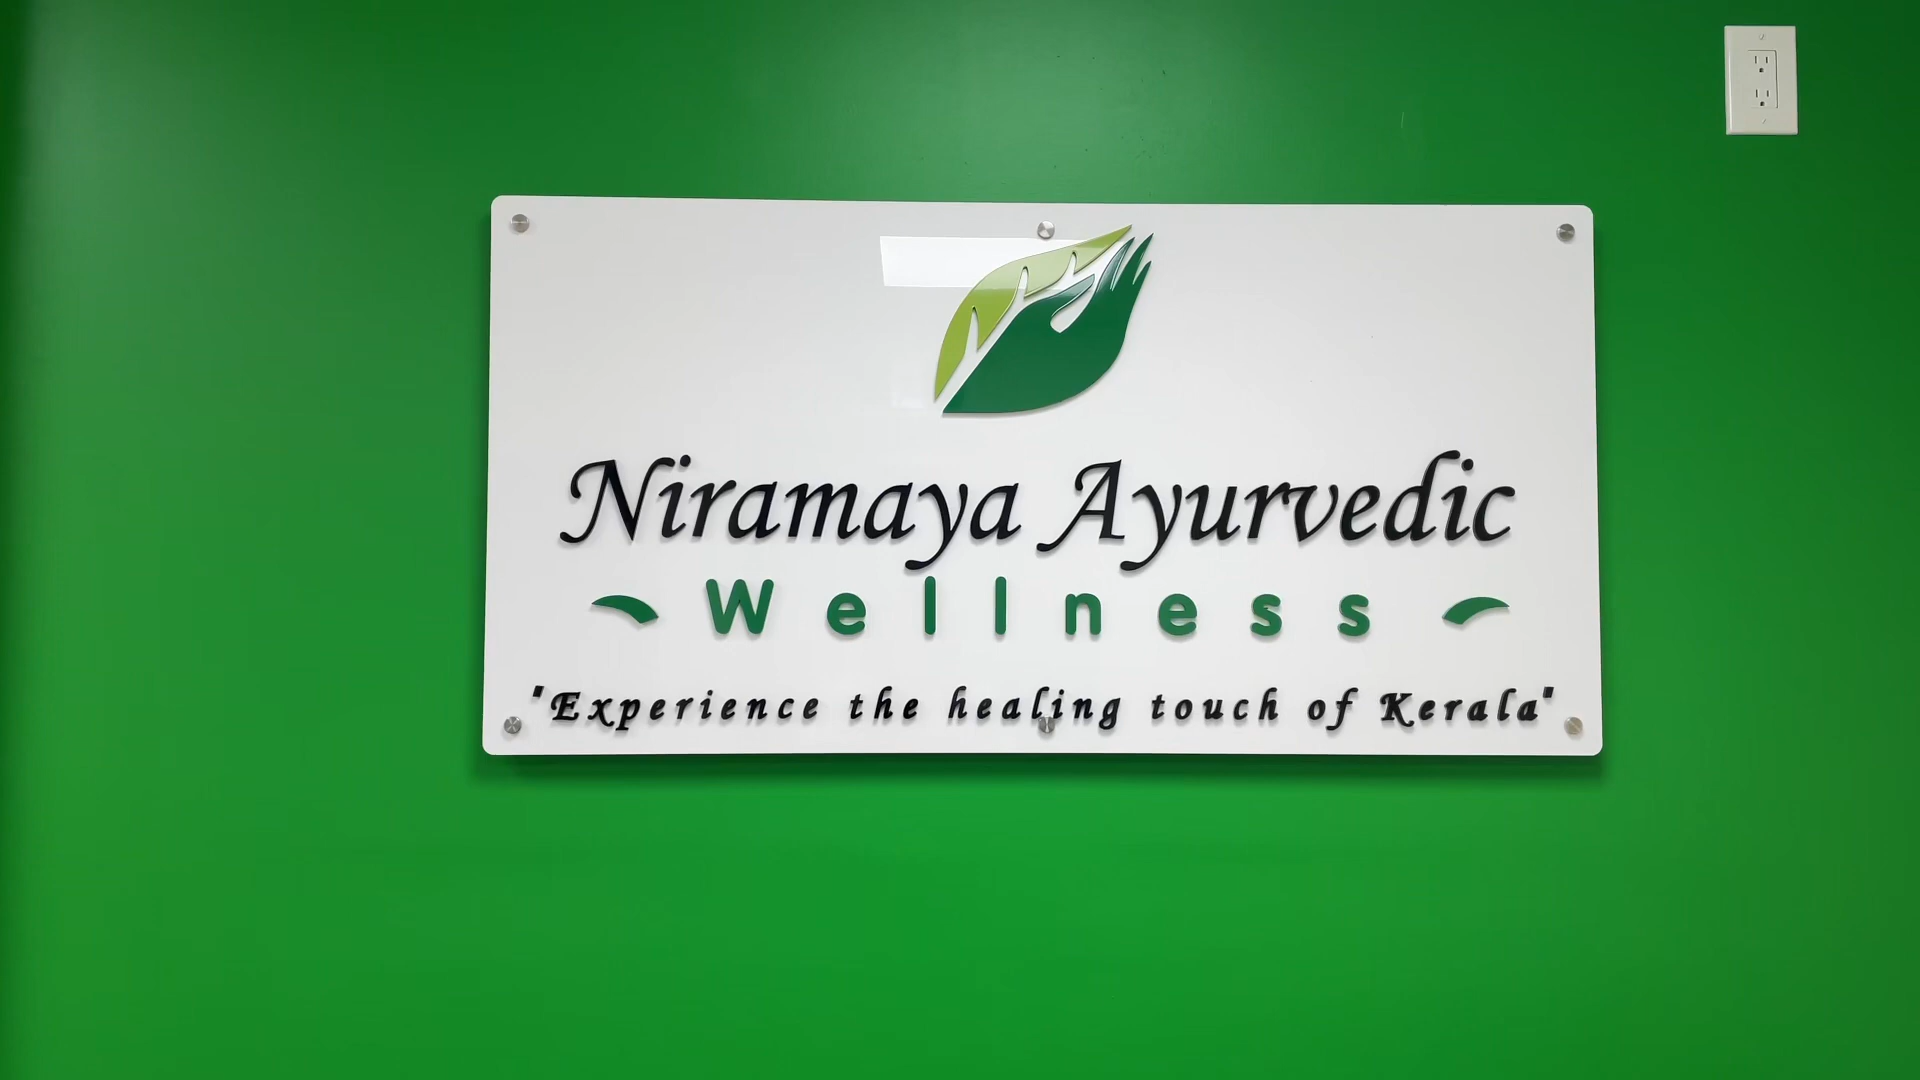 Niramaya Ayurvedic
Wellness
"Experience the healing touch of Kerala"